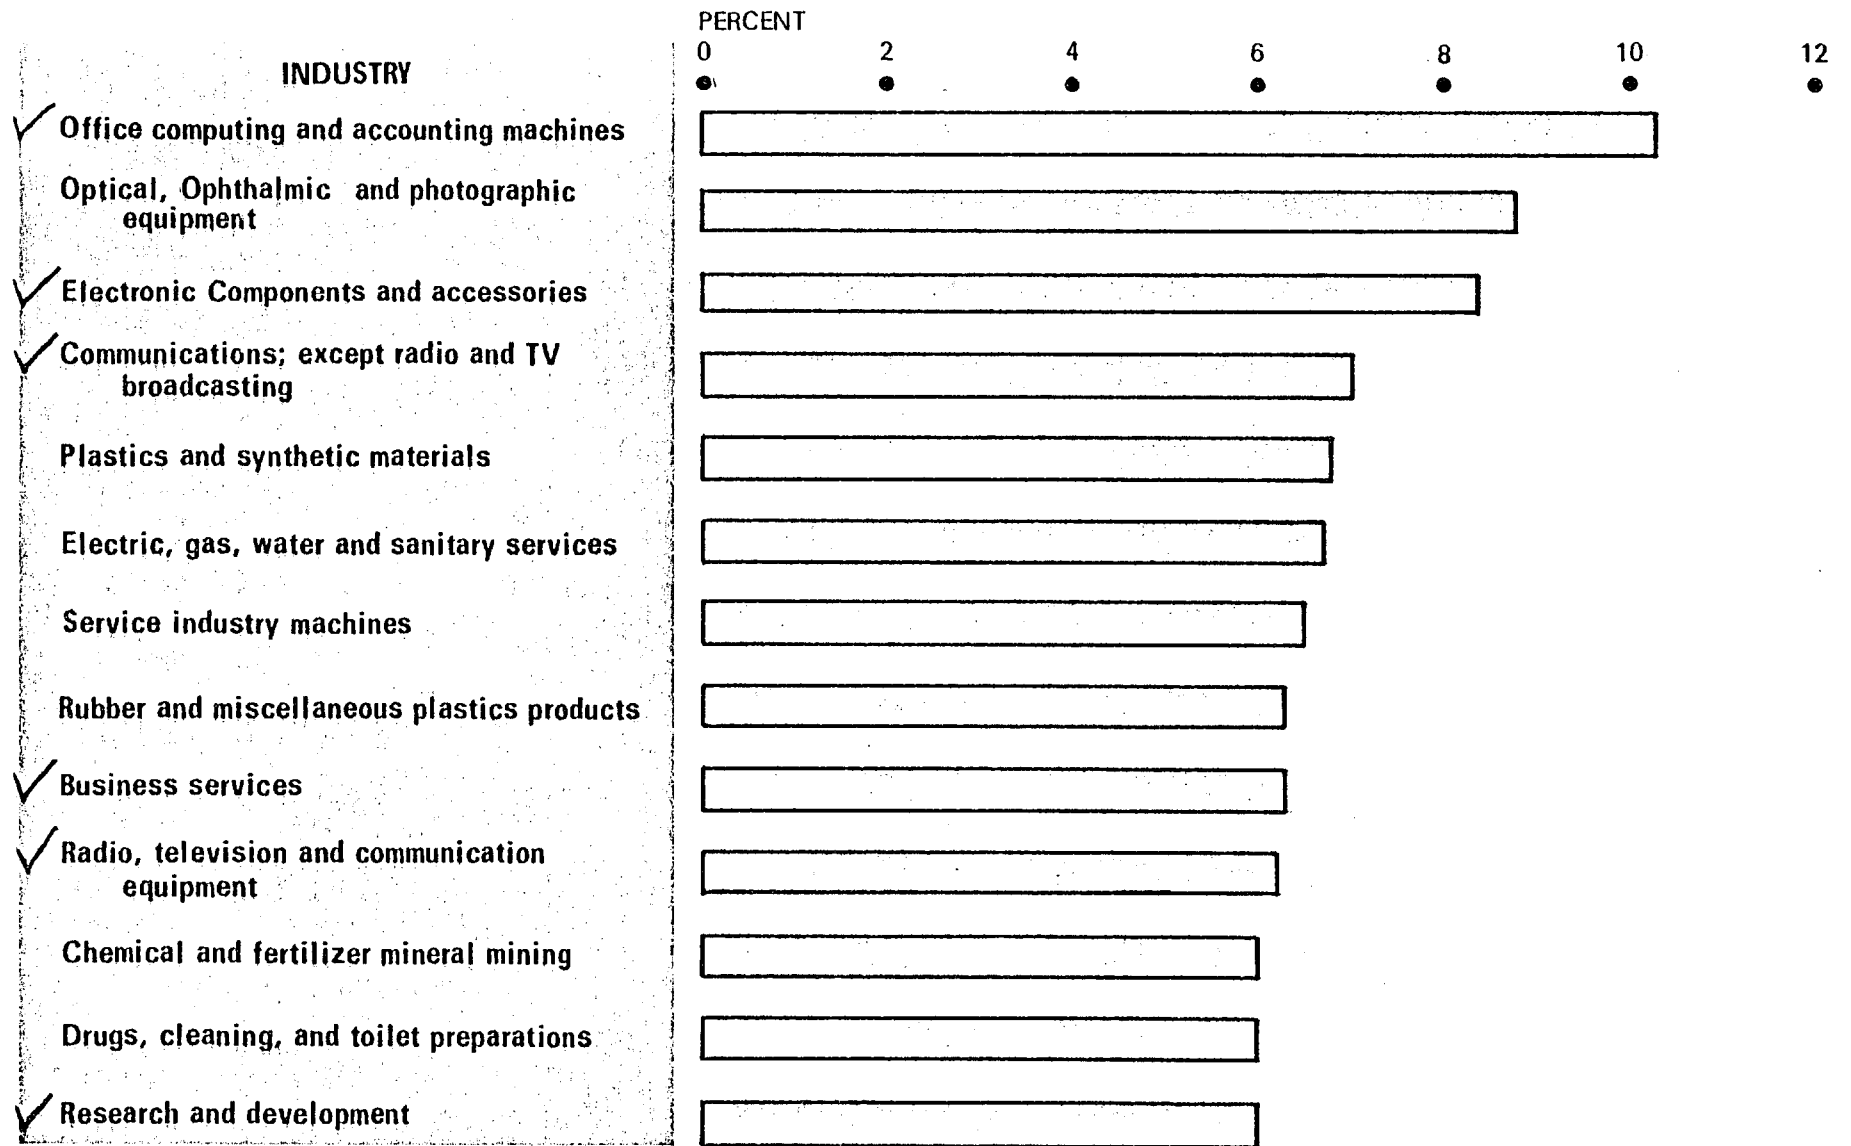 PERCENT
0 2 4 6 8 10 12
INDUSTRY
Office computing and accounting machines
Optical, Ophthalmic and photographic
equipment
Electronic Components and accessories
Communications; except radio and TV
broadcasting
Plastics and synthetic materials
Electric, gas, water and sanitary services
Service industry machines
Rubber and miscellaneous plastics products
Business services
Radio, television and communication
equipment
Chemical and fertilizer mineral mining
Drugs, cleaning, and toilet preparations
Research and development